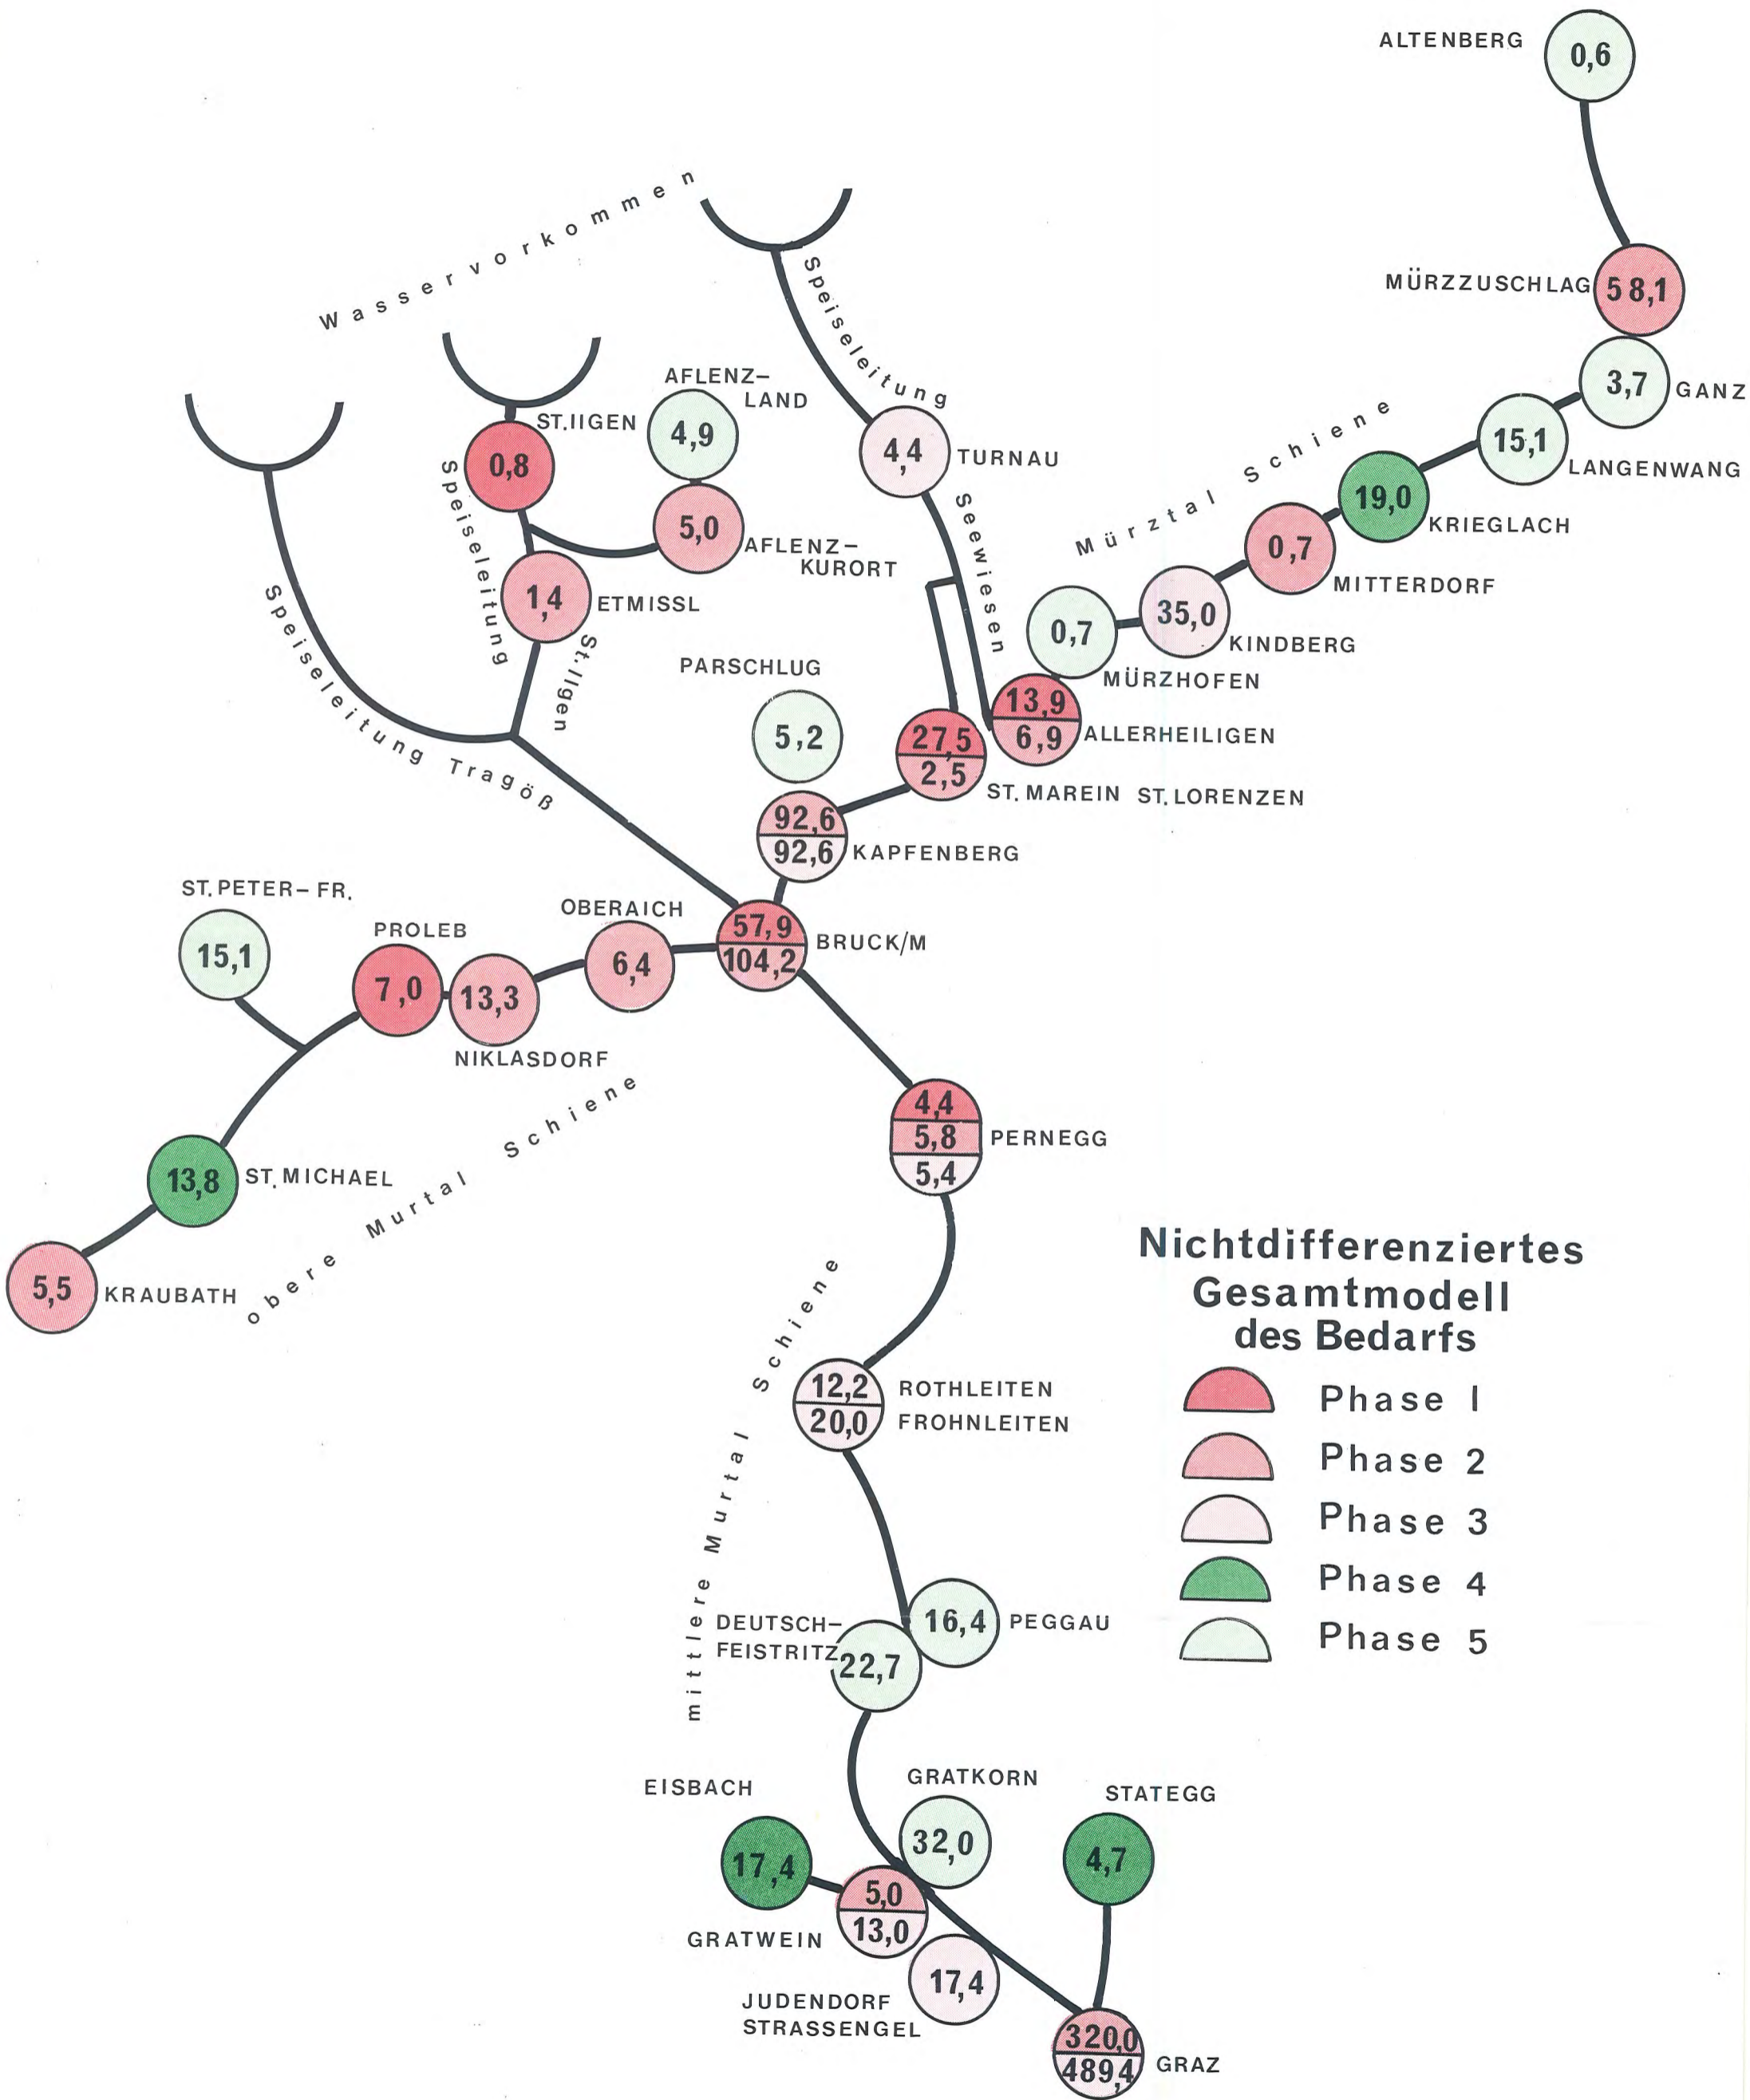 ALTENBERG
0,6
MÜRZZUSCHLAG
58,1
3,7
GANZ
15,1
LANGENWANG
19,0
KRIEGLACH
0,7
MITTERDORF
35,0
KINDBERG
0,7
MÜRZHOFEN
Mürztal Schiene
13,9
6,9
ALLERHEILIGEN
Wasservorkommen
Speiseleitung
Seewiesen
4,4
TURNAU
ST.IIGEN
0,8
AFLENZ–
LAND
4,9
5,0
AFLENZ–
KURORT
1,4
ETMISSL
Speiseleitung
St.Ilgen
Speiseleitung Tragöß
PARSCHLUG
5,2
27,5
2,5
ST. MAREIN ST. LORENZEN
92,6
92,6
KAPFENBERG
57,9
104,2
BRUCK/M
OBERAICH
6,4
13,3
NIKLASDORF
PROLEB
7,0
ST. PETER–FR.
15,1
13,8
ST. MICHAEL
5,5
KRAUBATH
obere Murtal Schiene
4,4
5,8
5,4
PERNEGG
mittlere Murtal Schiene
12,2
20,0
ROTHLEITEN
FROHNLEITEN
16,4
PEGGAU
DEUTSCH–
FEISTRITZ
22,7
EISBACH
17,4
GRATKORN
32,0
STATEGG
4,7
5,0
13,0
GRATWEIN
17,4
JUDENDORF
STRASSENGEL
320,0
489,4
GRAZ
Nichtdifferenziertes
Gesamtmodell
des Bedarfs
Phase 1
Phase 2
Phase 3
Phase 4
Phase 5